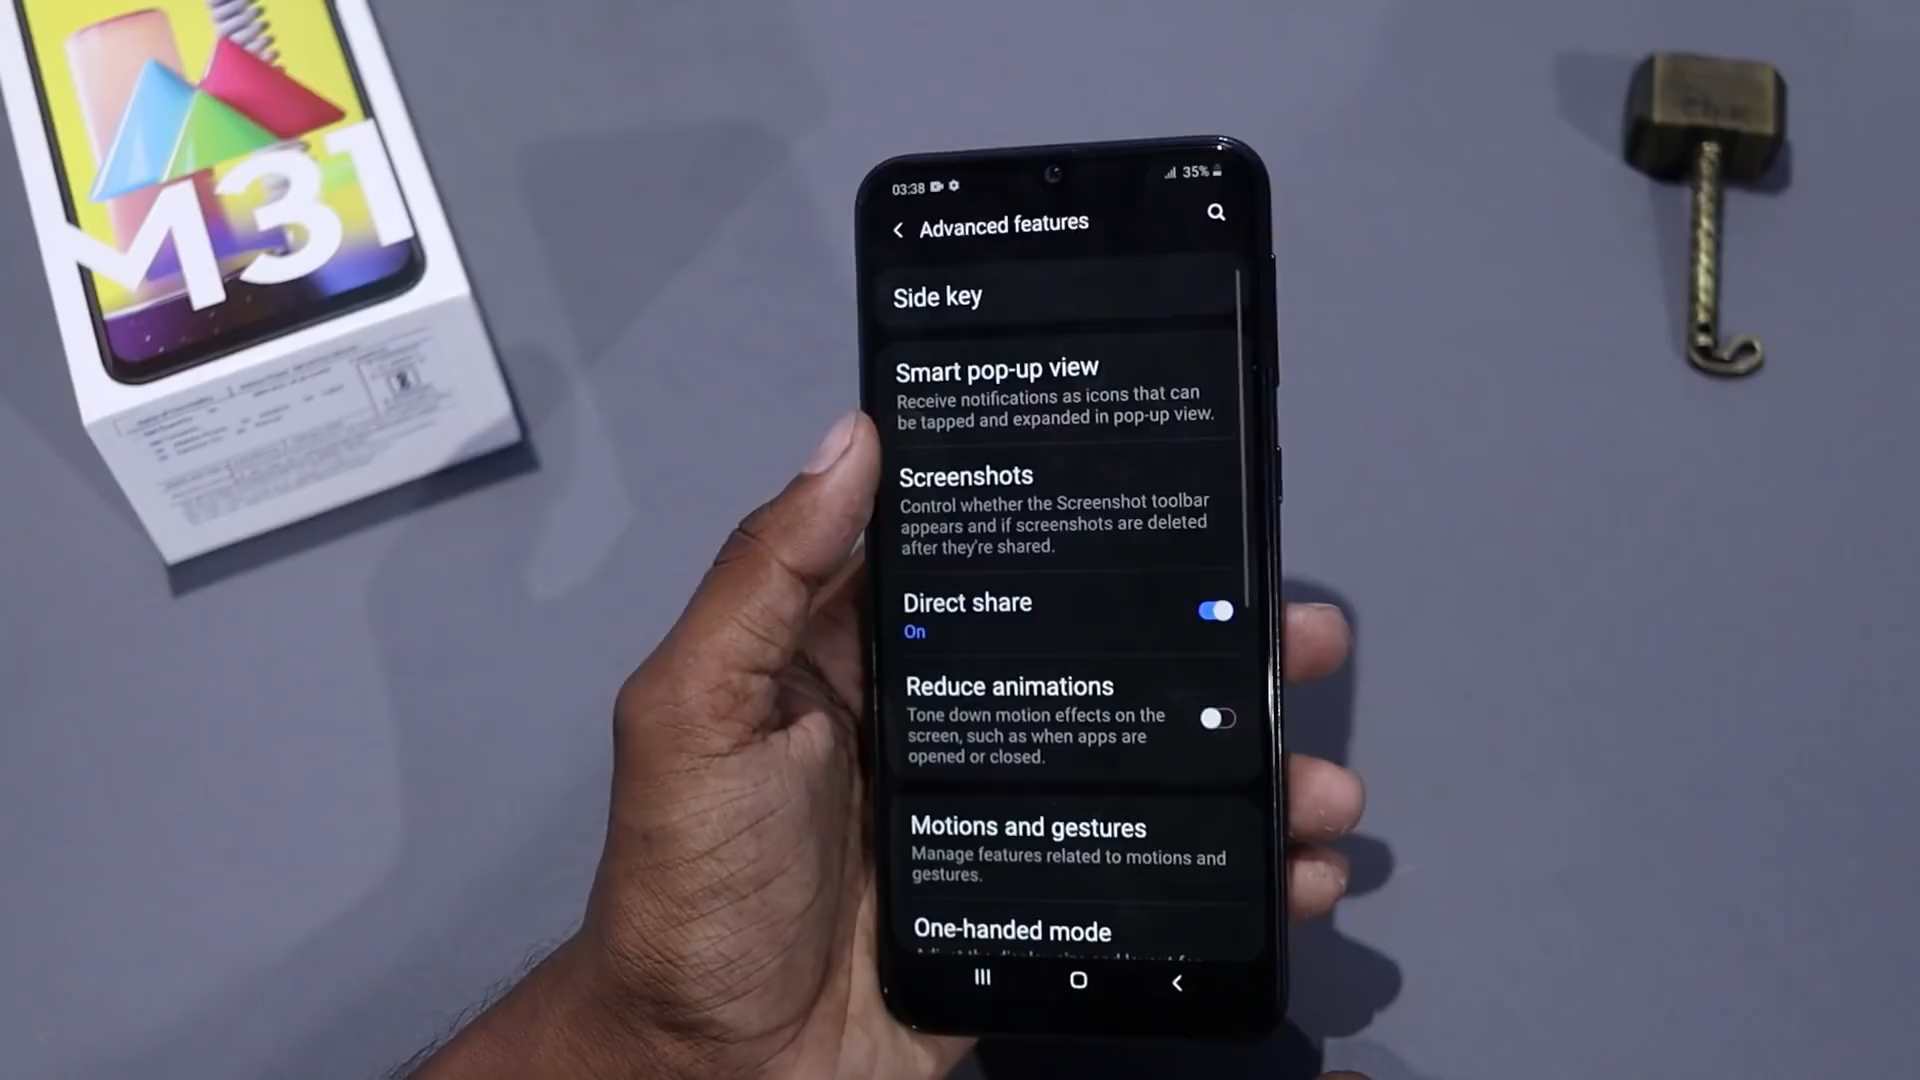 M31
03:38
35%
Advanced features
Side key
Smart pop-up view
Receive notifications as icons that can
be tapped and expanded in pop-up view.
Screenshots
Control whether the Screenshot toolbar
appears and if screenshots are deleted
after they're shared.
Direct share
On
Reduce animations
Tone down motion effects on the
screen, such as when apps are
opened or closed.
Motions and gestures
Manage features related to motions and
gestures.
One-handed mode